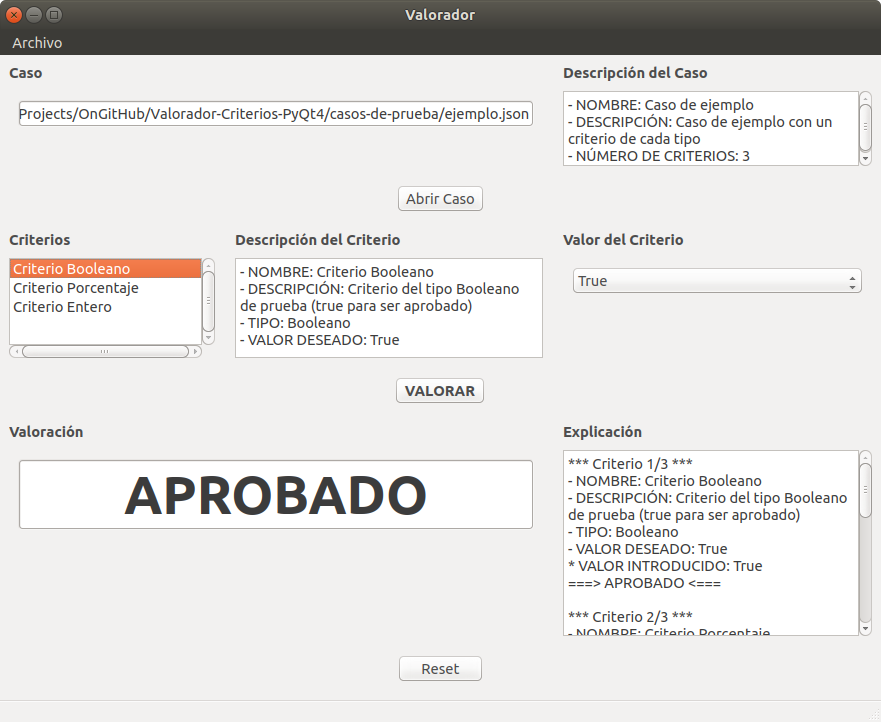 Valorador
Archivo
Caso
Projects/OnGitHub/Valorador-Criterios-PyQt4/casos-de-prueba/ejemplo.json
Descripción del Caso
- NOMBRE: Caso de ejemplo
- DESCRIPCIÓN: Caso de ejemplo con un
criterio de cada tipo
- NÚMERO DE CRITERIOS: 3
Abrir Caso
Criterios
Criterio Booleano
Criterio Porcentaje
Criterio Entero
Descripción del Criterio
- NOMBRE: Criterio Booleano
- DESCRIPCIÓN: Criterio del tipo Booleano
de prueba (true para ser aprobado)
- TIPO: Booleano
- VALOR DESEADO: True
Valor del Criterio
True
VALORAR
Valoración
APROBADO
Explicación
*** Criterio 1/3 ***
- NOMBRE: Criterio Booleano
- DESCRIPCIÓN: Criterio del tipo Booleano
de prueba (true para ser aprobado)
- TIPO: Booleano
- VALOR DESEADO: True
* VALOR INTRODUCIDO: True
===> APROBADO <===
*** Criterio 2/3 ***
- NOMBRE: Criterio Porcentaje
Reset